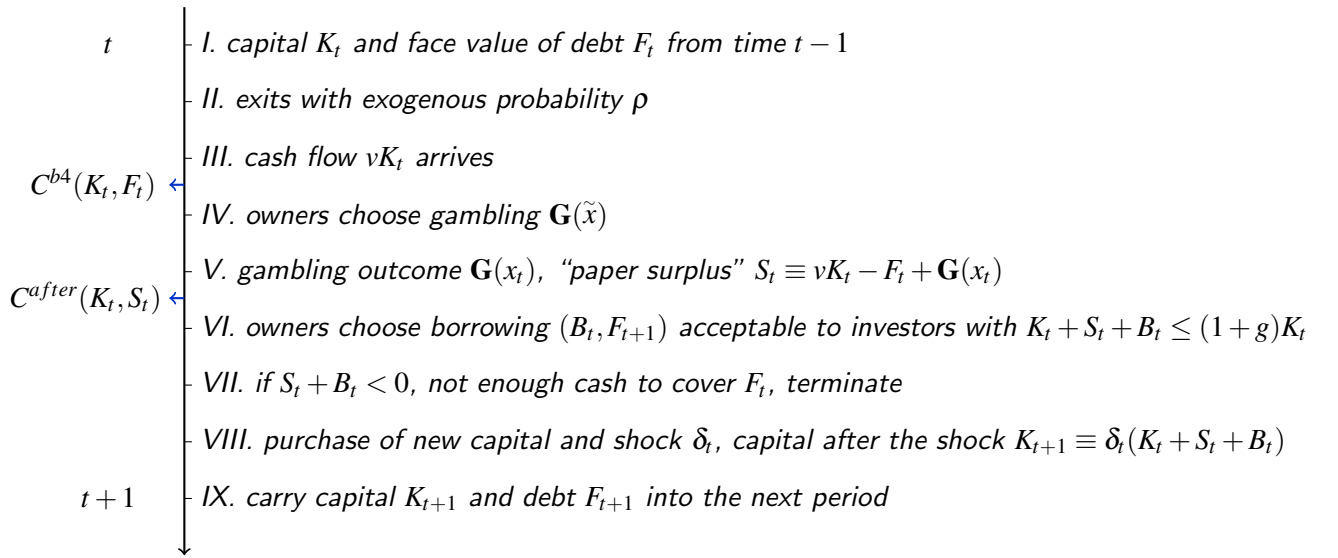 t I. capital K_t and face value of debt F_t from time t − 1
II. exits with exogenous probability ρ
III. cash flow νK_t arrives
C^{b4}(K_t, F_t)
IV. owners choose gambling G(x̃)
V. gambling outcome G(x_t), “paper surplus” S_t ≡ νK_t − F_t + G(x_t)
C^{after}(K_t, S_t)
VI. owners choose borrowing (B_t, F_{t+1}) acceptable to investors with K_t + S_t + B_t ≤ (1 + g)K_t
VII. if S_t + B_t < 0, not enough cash to cover F_t, terminate
VIII. purchase of new capital and shock δ_t, capital after the shock K_{t+1} ≡ δ_t(K_t + S_t + B_t)
t + 1 IX. carry capital K_{t+1} and debt F_{t+1} into the next period